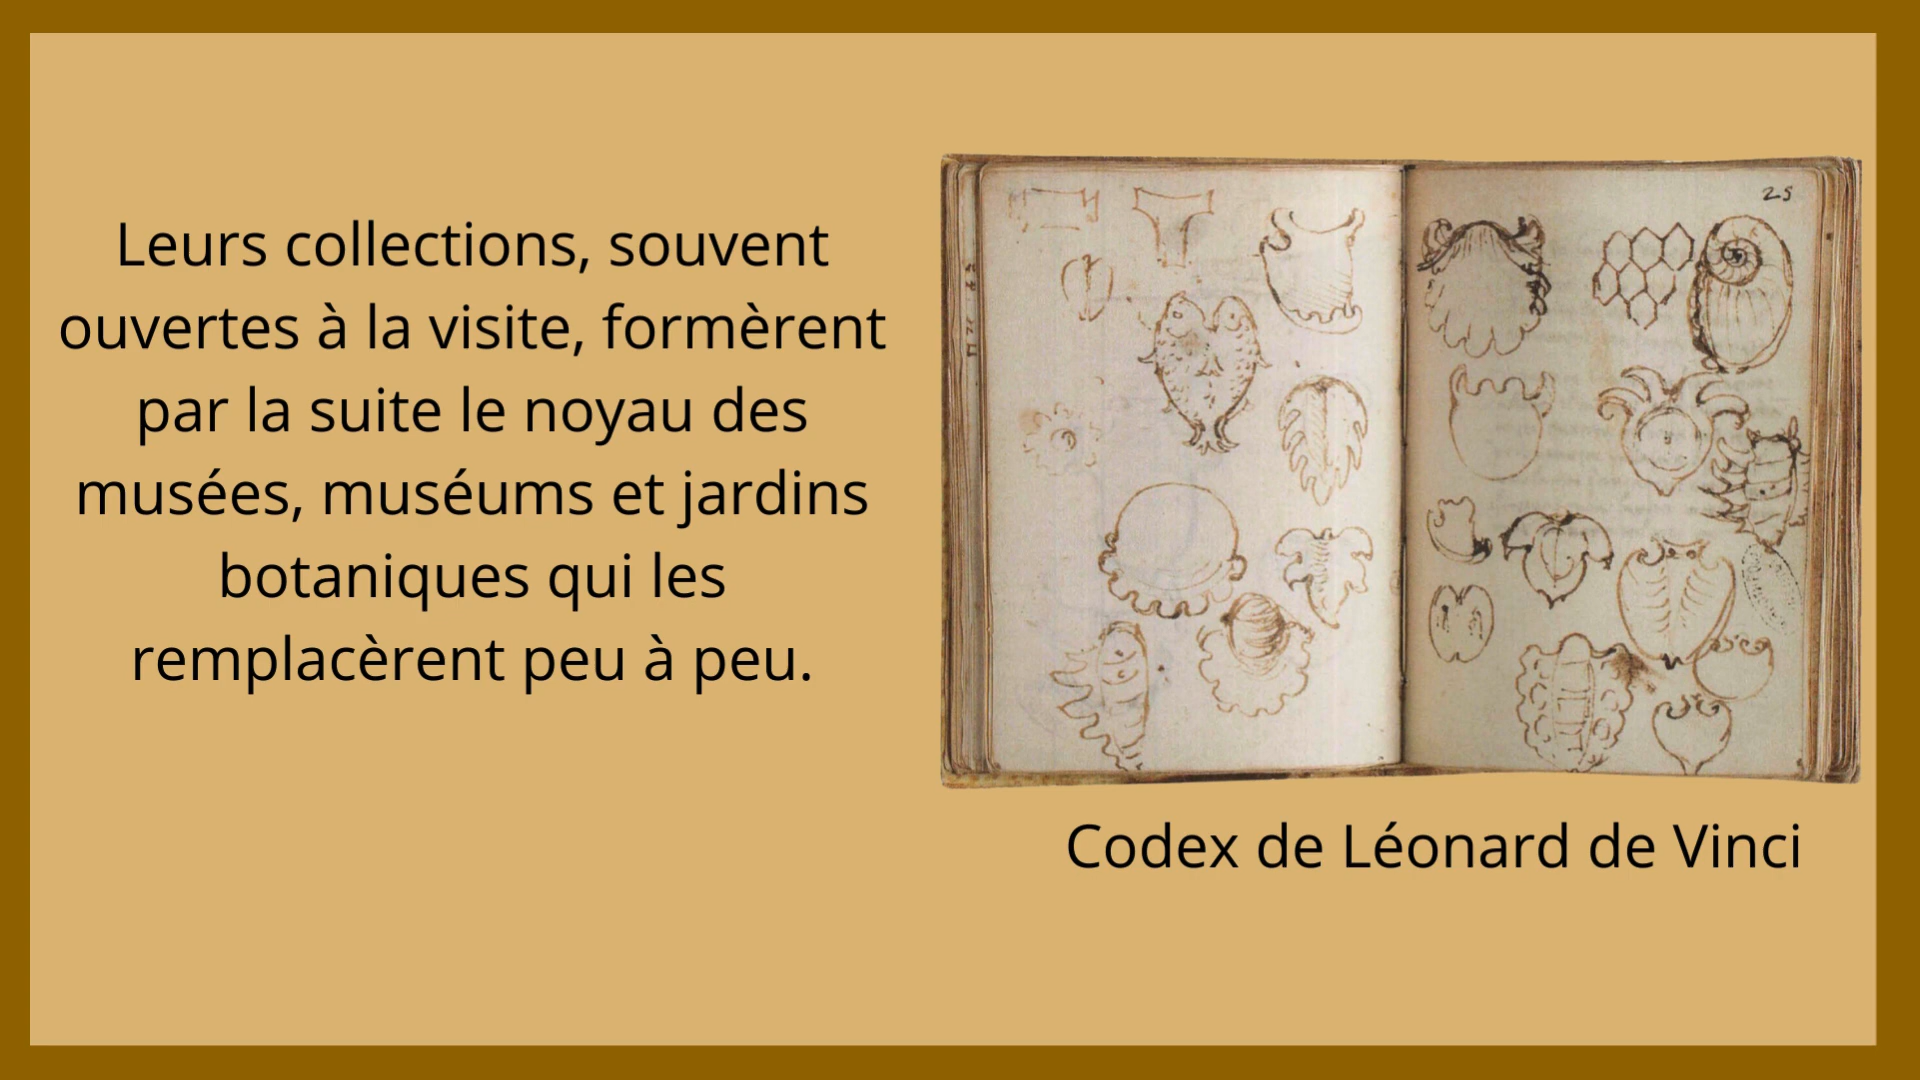 Leurs collections, souvent
ouvertes à la visite, formèrent
par la suite le noyau des
musées, muséums et jardins
botaniques qui les
remplacèrent peu à peu.
25
Codex de Léonard de Vinci